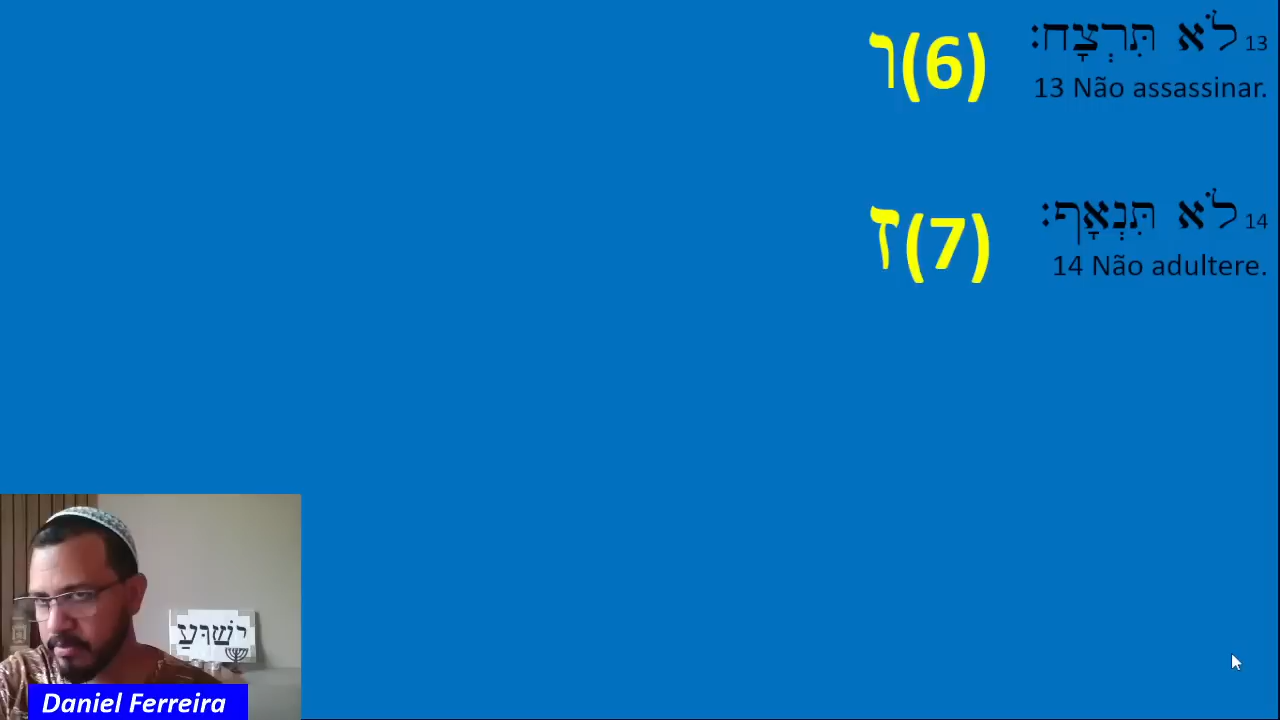 13 לֹא תִּרְצָח׃
13 Não assassinar.
ו(6)
14 לֹא תִּנְאָף׃
14 Não adultere.
ז(7)
ישוע
Daniel Ferreira